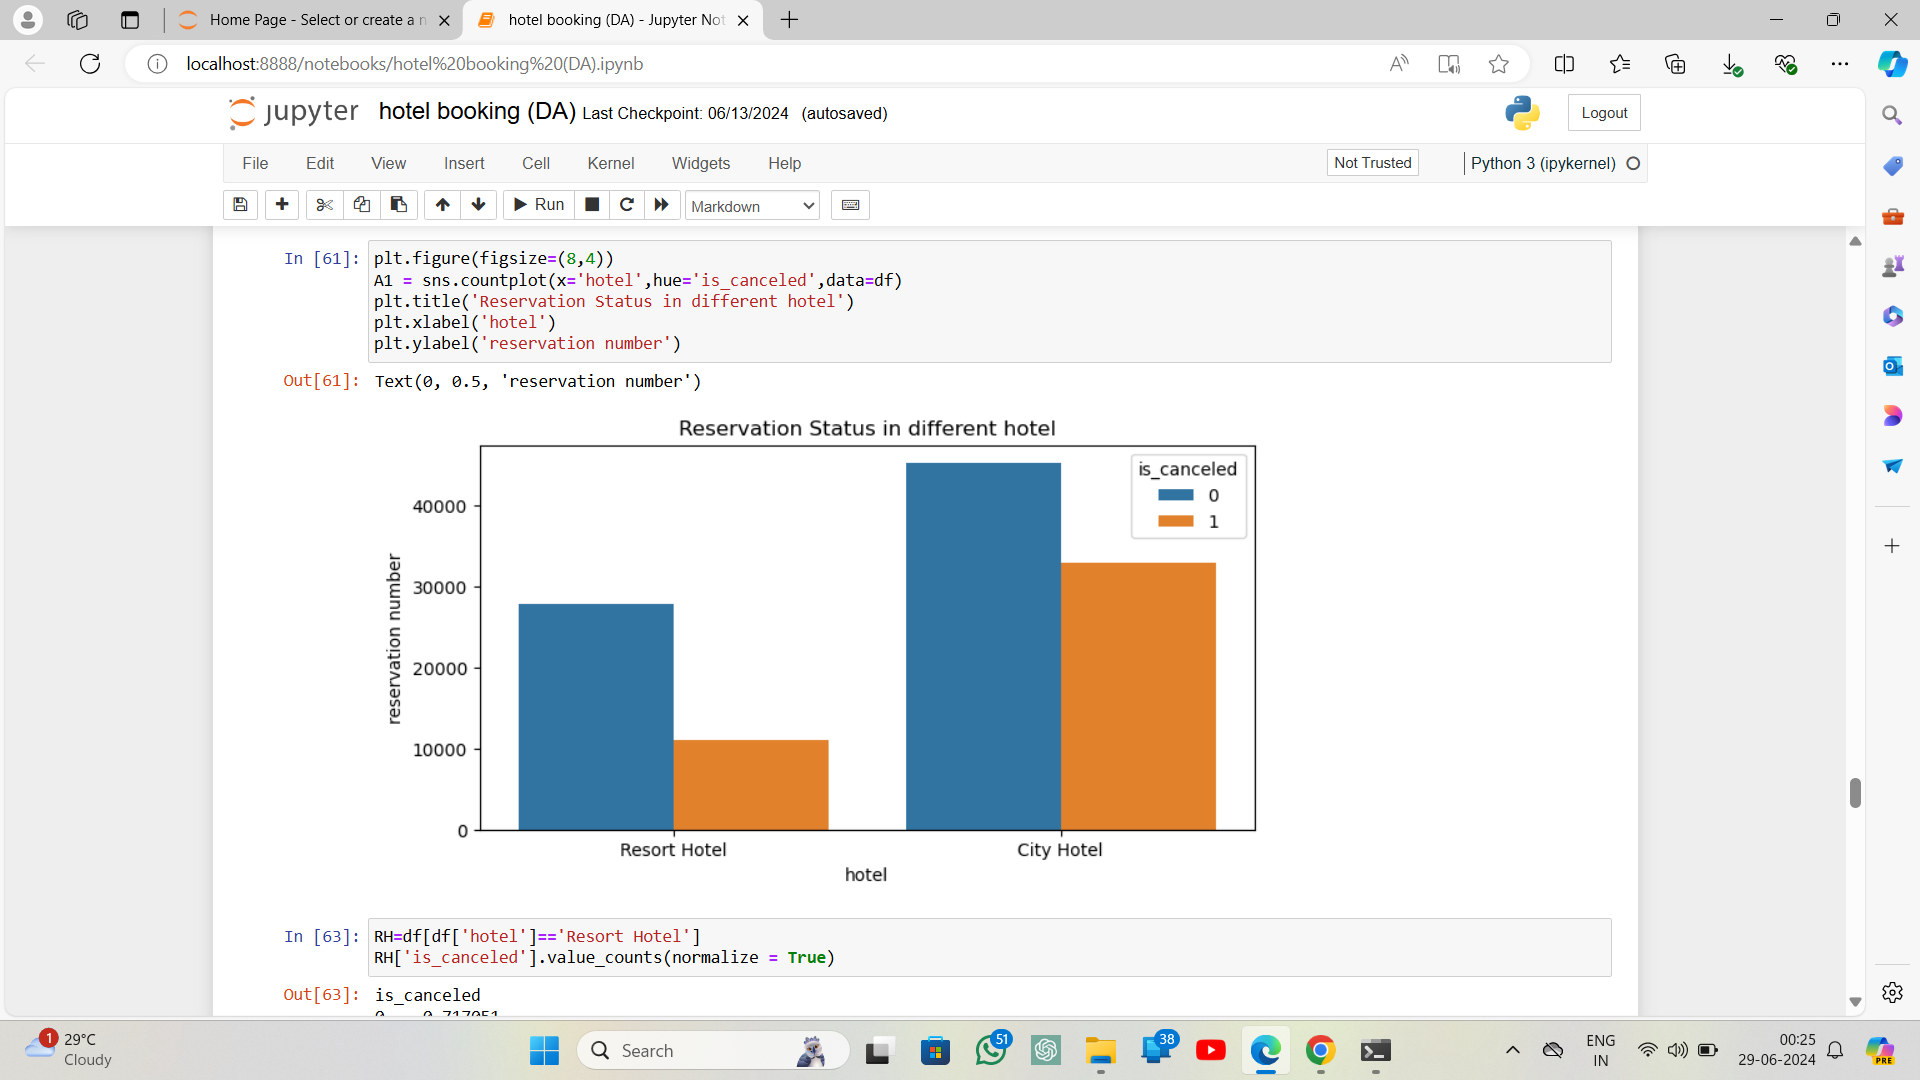 Home Page - Select or create a n
hotel booking (DA) - Jupyter Not
localhost:8888/notebooks/hotel%20booking%20(DA).ipynb
jupyter hotel booking (DA) Last Checkpoint: 06/13/2024 (autosaved)
Logout
File Edit View Insert Cell Kernel Widgets Help
Not Trusted
Python 3 (ipykernel)
Run
Markdown
In [61]: plt.figure(figsize=(8,4))
A1 = sns.countplot(x='hotel',hue='is_canceled',data=df)
plt.title('Reservation Status in different hotel')
plt.xlabel('hotel')
plt.ylabel('reservation number')
Out[61]: Text(0, 0.5, 'reservation number')
Reservation Status in different hotel
is_canceled
0
1
40000
30000
20000
10000
0
reservation number
Resort Hotel
City Hotel
hotel
In [63]: RH=df[df['hotel']=='Resort Hotel']
RH['is_canceled'].value_counts(normalize = True)
Out[63]: is_canceled
0 0.717051
1
29°C
Cloudy
Search
51
38
ENG
IN
00:25
29-06-2024
PRE